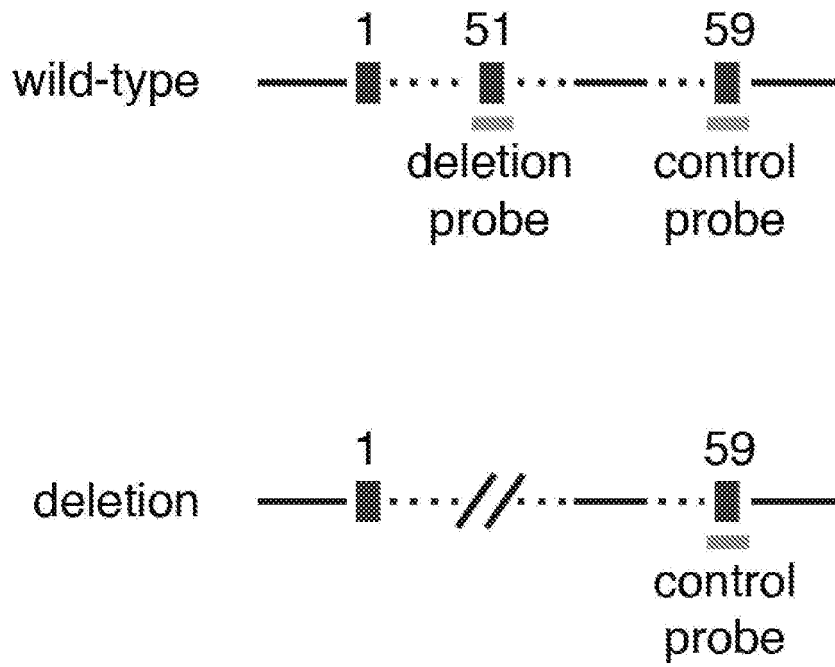 1 51 59
wild-type
deletion control
probe probe
1 59
deletion
control
probe